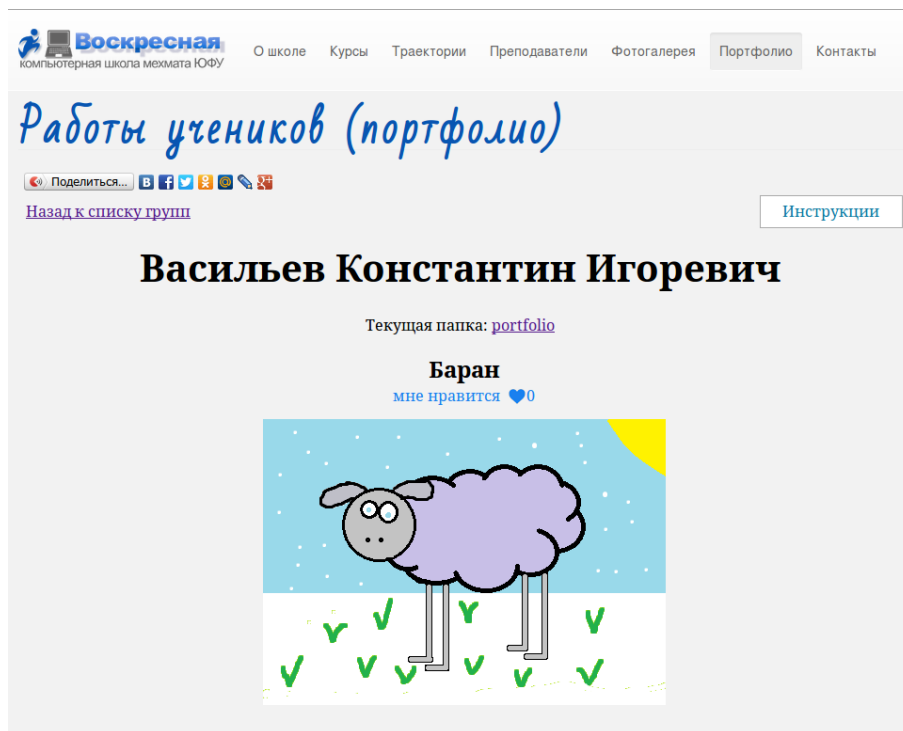 Воскресная
компьютерная школа мехмата ЮФУ
О школе Курсы Траектории Преподаватели Фотогалерея Портфолио Контакты
Работы учеников (портфолио)
Поделиться...
Назад к списку групп
Инструкции
Васильев Константин Игоревич
Текущая папка: portfolio
Баран
мне нравится 0